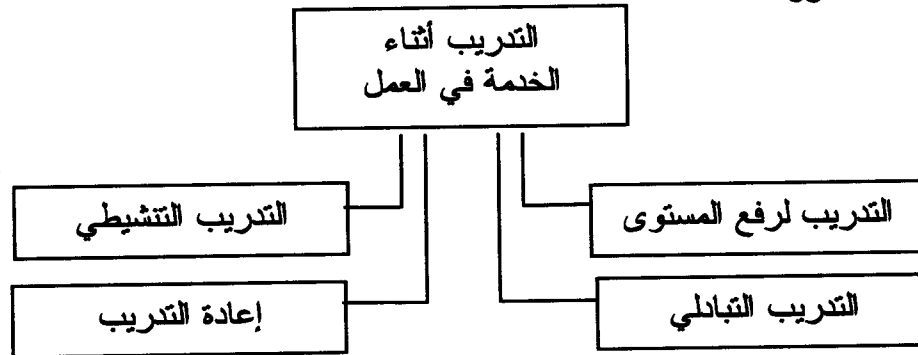 التدريب أثناء
الخدمة في العمل
التدريب لرفع المستوى
التدريب التنشيطي
التدريب التبادلي
إعادة التدريب